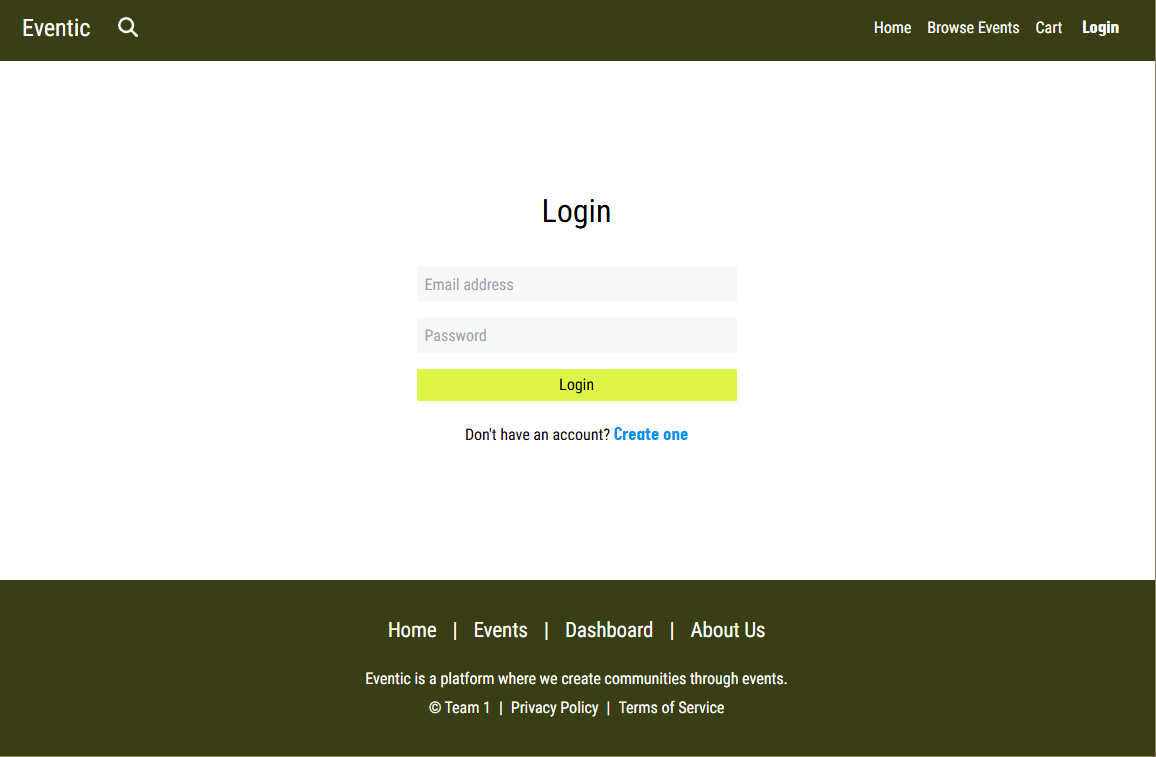 Eventic Home Browse Events Cart Login
Login
Email address
Password
Login
Don't have an account? Create one
Home | Events | Dashboard | About Us
Eventic is a platform where we create communities through events.
© Team 1 | Privacy Policy | Terms of Service